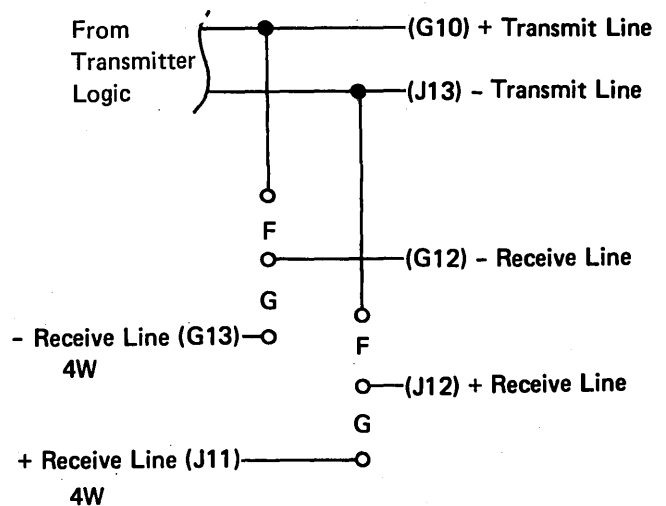 From
Transmitter
Logic
(G10) + Transmit Line
(J13) - Transmit Line
F
(G12) - Receive Line
G
- Receive Line (G13)
4W
F
(J12) + Receive Line
G
+ Receive Line (J11)
4W